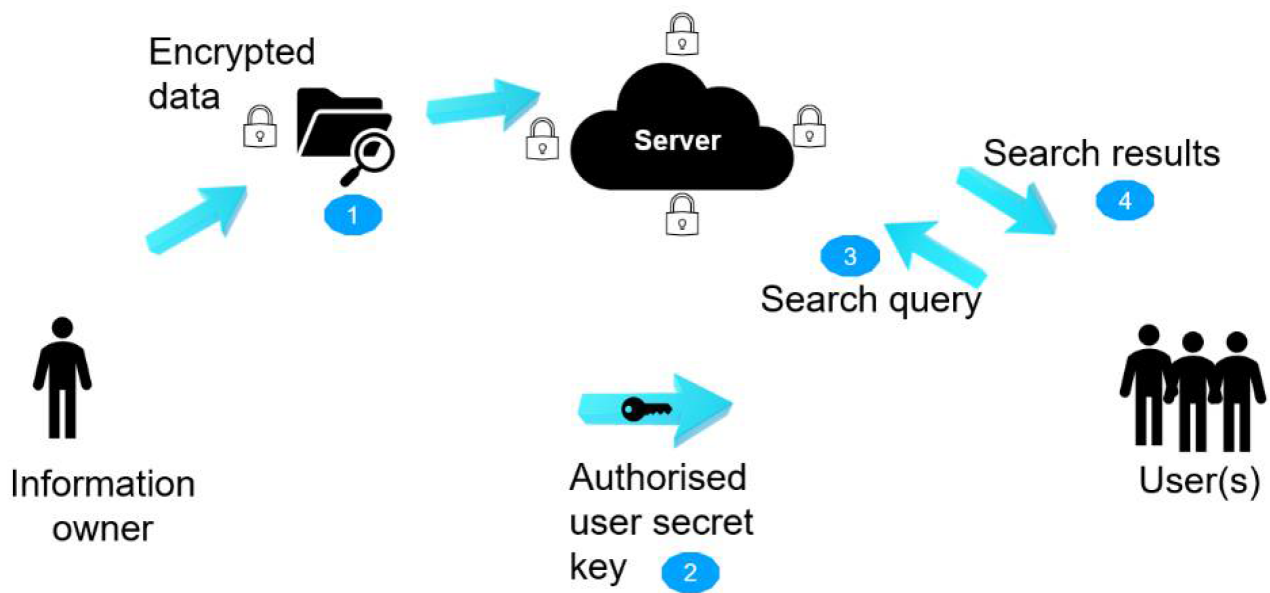 Encrypted
data
1
Server
Search results
4
3
Search query
Information
owner
Authorised
user secret
key 2
User(s)